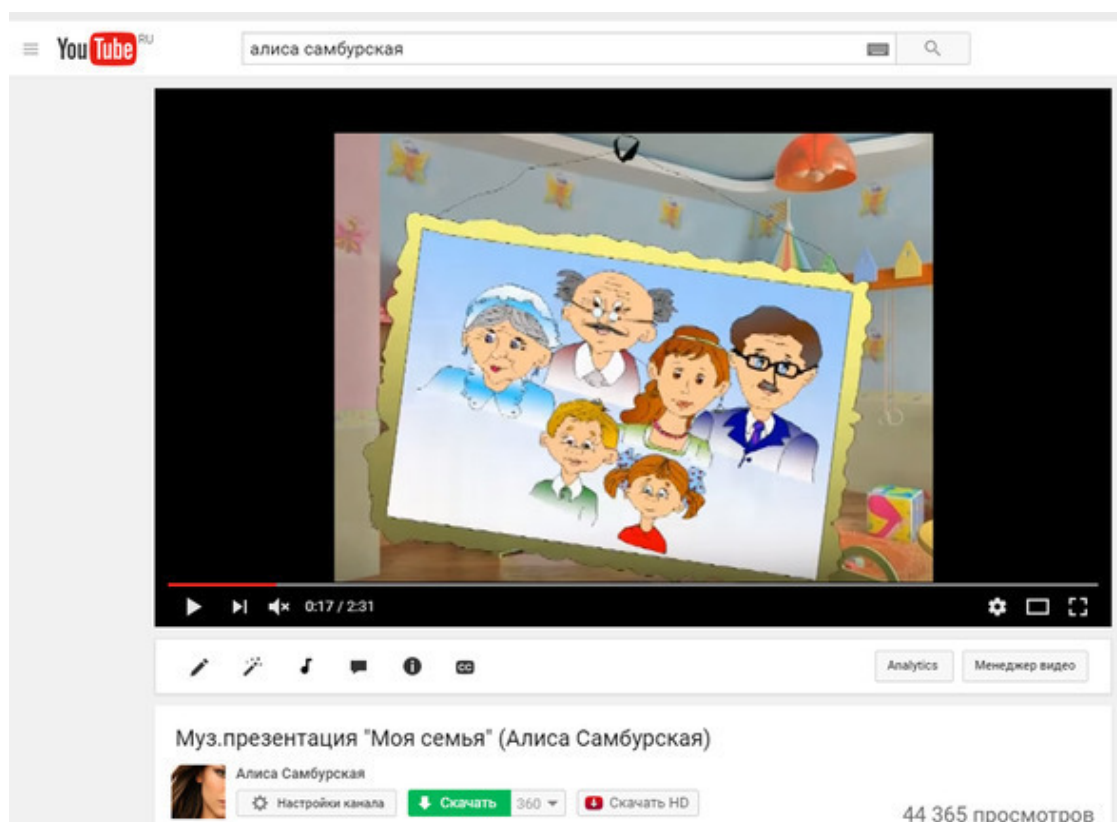 YouTube RU
алиса самбурская
0:17 / 2:31
CC
Analytics Менеджер видео
Муз.презентация "Моя семья" (Алиса Самбурская)
Алиса Самбурская
Настройки канала Скачать 360 Скачать HD
44 365 просмотров